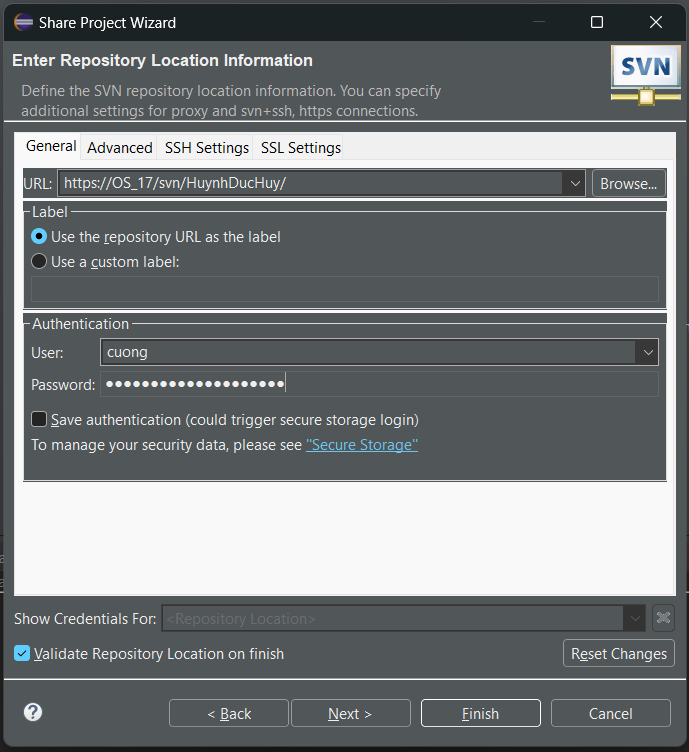 Share Project Wizard
Enter Repository Location Information
SVN
Define the SVN repository location information. You can specify
additional settings for proxy and svn+ssh, https connections.
General Advanced SSH Settings SSL Settings
URL: https://OS_17/svn/HuynhDucHuy/ Browse...
Label
Use the repository URL as the label
Use a custom label:
Authentication
User: cuong
Password: ●●●●●●●●●●●●●●●●●●●●
Save authentication (could trigger secure storage login)
To manage your security data, please see "Secure Storage"
Show Credentials For: <Repository Location>
Validate Repository Location on finish Reset Changes
? < Back Next > Finish Cancel